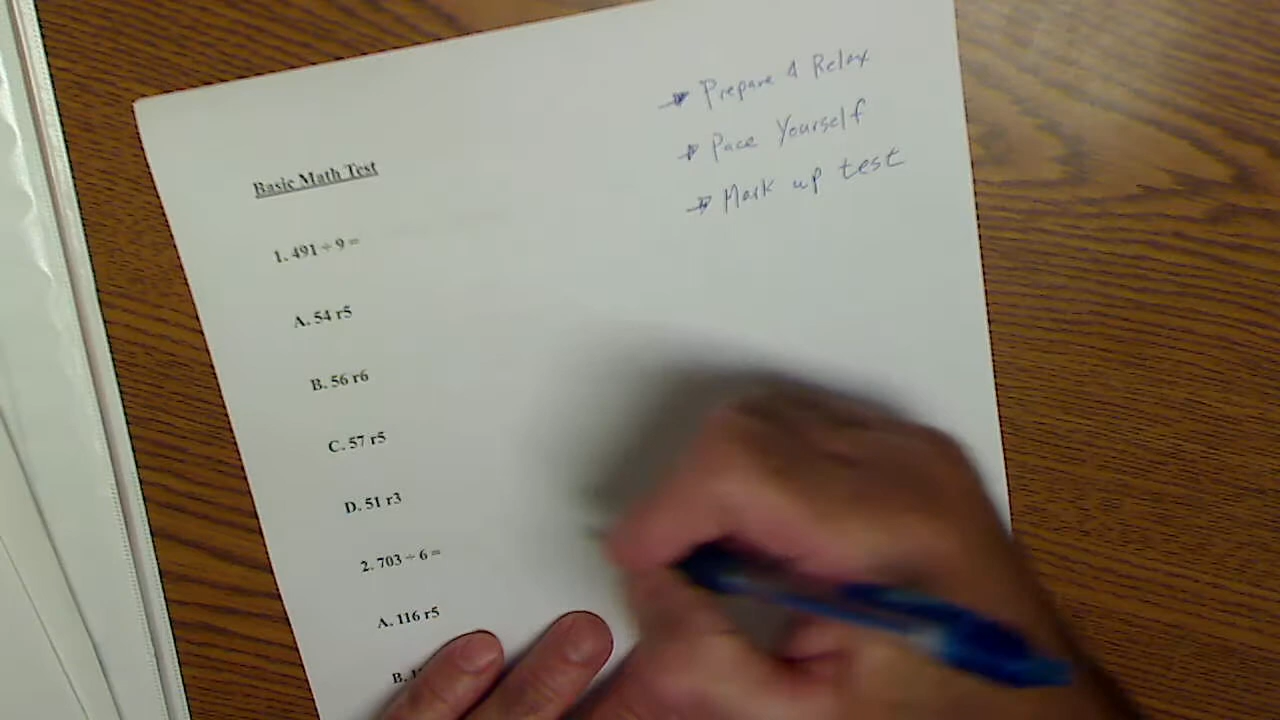 → Prepare & Relax
→ Pace Yourself
→ Mark up test
Basic Math Test
1. 491 ÷ 9 =
A. 54 r5
B. 56 r6
C. 57 r5
D. 51 r3
2. 703 ÷ 6 =
A. 116 r5
B.